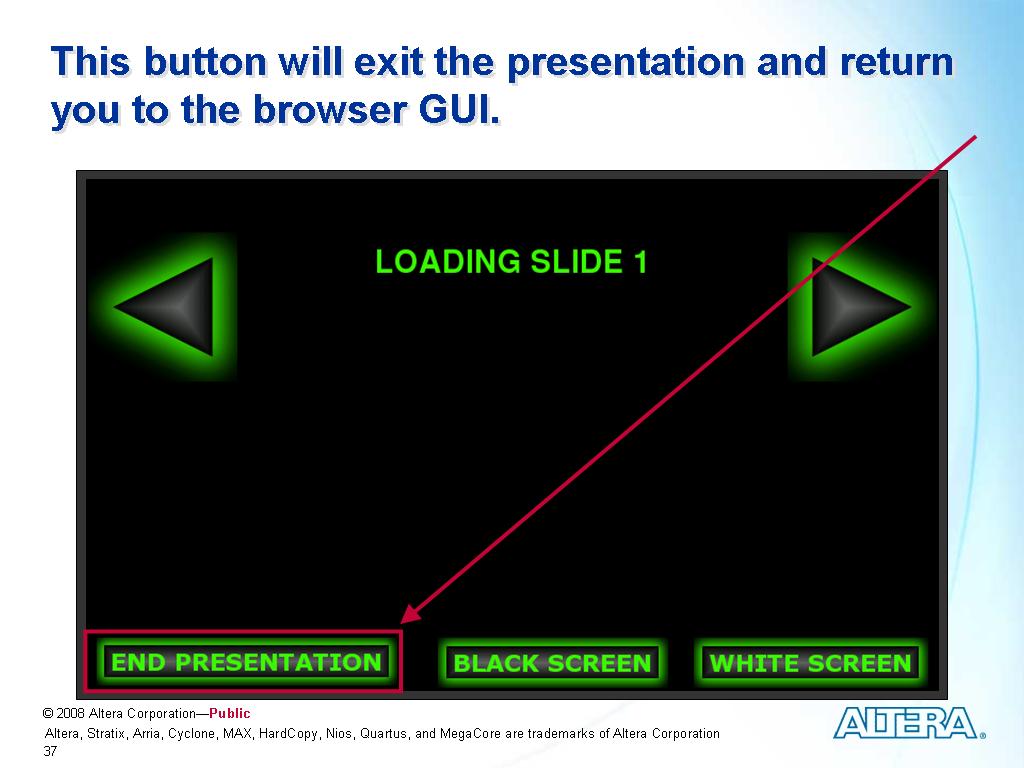 This button will exit the presentation and return
you to the browser GUI.
LOADING SLIDE 1
END PRESENTATION
BLACK SCREEN
WHITE SCREEN
© 2008 Altera Corporation—Public
Altera, Stratix, Arria, Cyclone, MAX, HardCopy, Nios, Quartus, and MegaCore are trademarks of Altera Corporation
37
ALTERA®